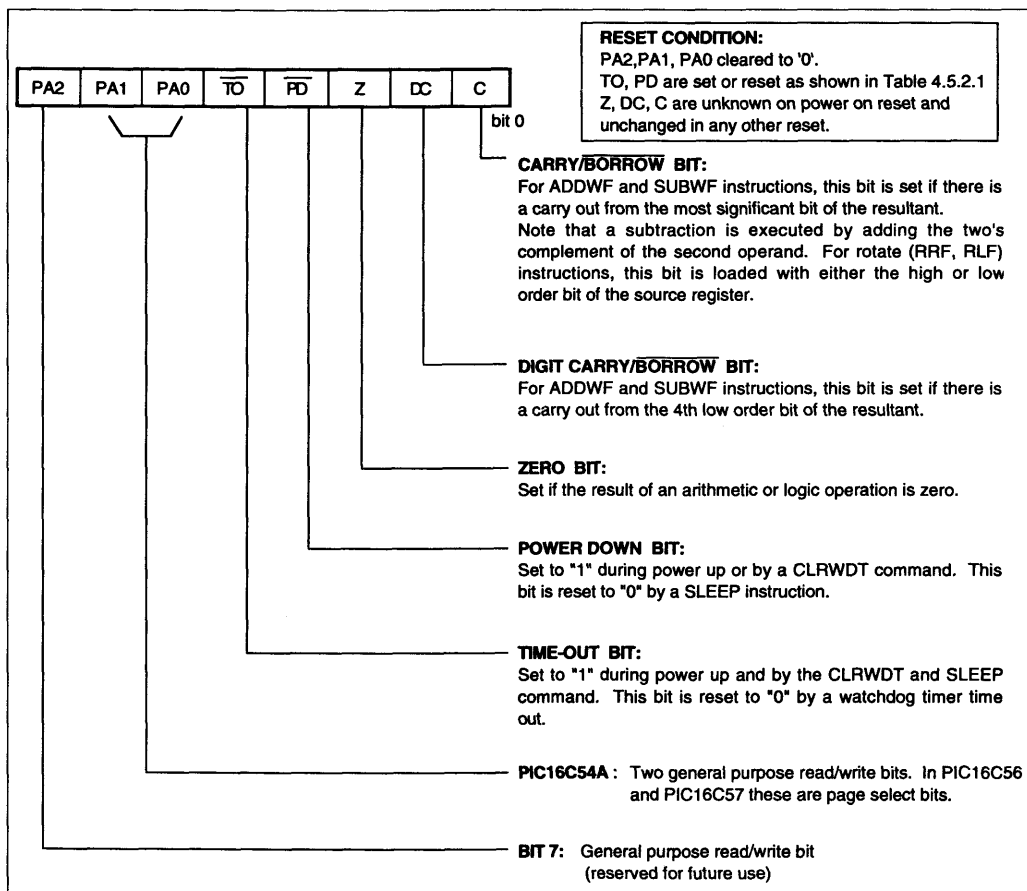 RESET CONDITION:
PA2,PA1, PA0 cleared to '0'.
TO, PD are set or reset as shown in Table 4.5.2.1
Z, DC, C are unknown on power on reset and
unchanged in any other reset.
PA2 PA1 PA0 T̅O̅ P̅D̅ Z DC C
bit 0
CARRY/B̅O̅R̅R̅O̅W̅ BIT:
For ADDWF and SUBWF instructions, this bit is set if there is
a carry out from the most significant bit of the resultant.
Note that a subtraction is executed by adding the two's
complement of the second operand. For rotate (RRF, RLF)
instructions, this bit is loaded with either the high or low
order bit of the source register.
DIGIT CARRY/B̅O̅R̅R̅O̅W̅ BIT:
For ADDWF and SUBWF instructions, this bit is set if there is
a carry out from the 4th low order bit of the resultant.
ZERO BIT:
Set if the result of an arithmetic or logic operation is zero.
POWER DOWN BIT:
Set to "1" during power up or by a CLRWDT command. This
bit is reset to "0" by a SLEEP instruction.
TIME-OUT BIT:
Set to "1" during power up and by the CLRWDT and SLEEP
command. This bit is reset to "0" by a watchdog timer time
out.
PIC16C54A : Two general purpose read/write bits. In PIC16C56
and PIC16C57 these are page select bits.
BIT 7: General purpose read/write bit
(reserved for future use)